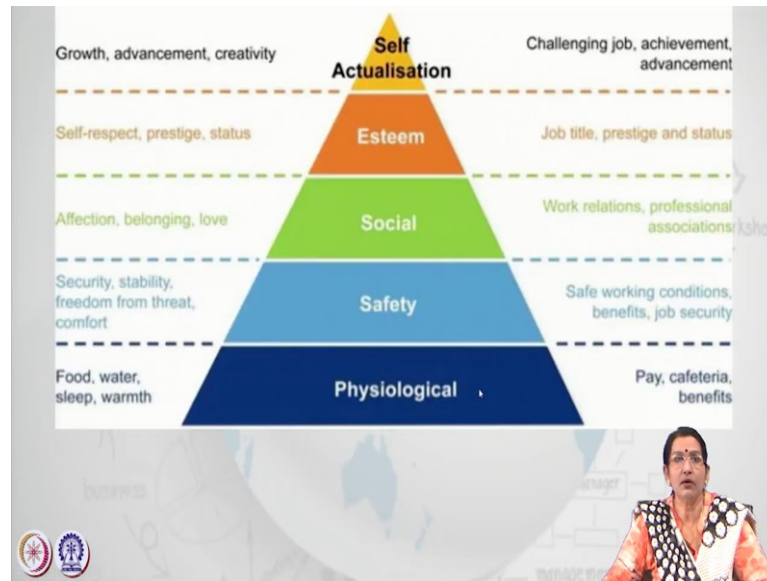 Growth, advancement, creativity
Self
Actualisation
Challenging job, achievement,
advancement
Self-respect, prestige, status
Esteem
Job title, prestige and status
Affection, belonging, love
Social
Work relations, professional
associations
Security, stability,
freedom from threat,
comfort
Safety
Safe working conditions,
benefits, job security
Food, water,
sleep, warmth
Physiological
Pay, cafeteria,
benefits
business